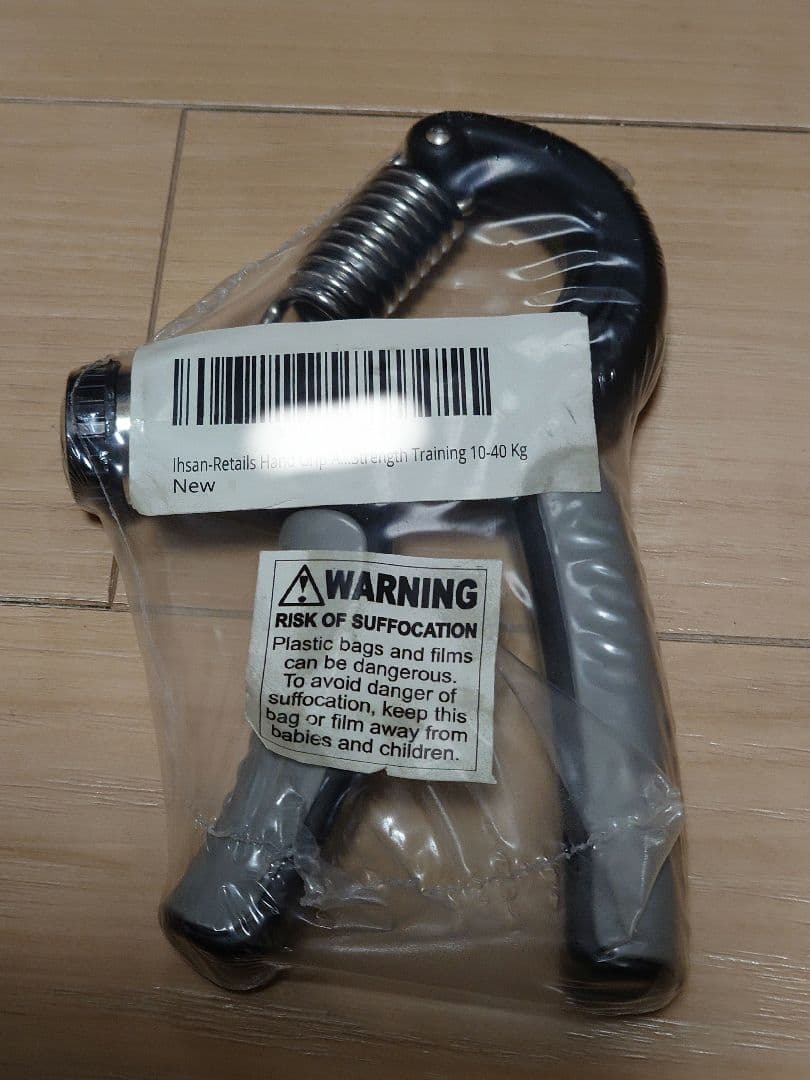 Ihsan-Retails Hand Grip A...Strength Training 10-40 Kg
New
WARNING
RISK OF SUFFOCATION
Plastic bags and films
can be dangerous.
To avoid danger of
suffocation, keep this
bag or film away from
babies and children.